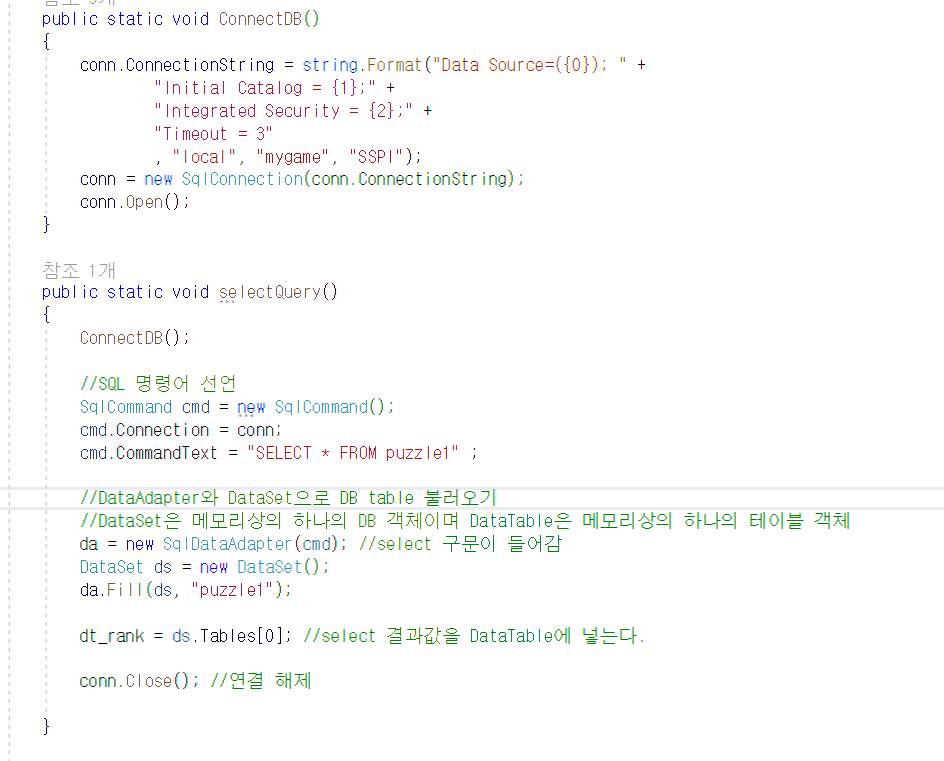 public static void ConnectDB()
{
conn.ConnectionString = string.Format("Data Source=({0}); " +
"Initial Catalog = {1};" +
"Integrated Security = {2};" +
"Timeout = 3"
, "local", "mygame", "SSPI");
conn = new SqlConnection(conn.ConnectionString);
conn.Open();
}
참조 1개
public static void selectQuery()
{
ConnectDB();
//SQL 명령어 선언
SqlCommand cmd = new SqlCommand();
cmd.Connection = conn;
cmd.CommandText = "SELECT * FROM puzzle1" ;
//DataAdapter와 DataSet으로 DB table 불러오기
//DataSet은 메모리상의 하나의 DB 객체이며 DataTable은 메모리상의 하나의 테이블 객체
da = new SqlDataAdapter(cmd); //select 구문이 들어감
DataSet ds = new DataSet();
da.Fill(ds, "puzzle1");
dt_rank = ds.Tables[0]; //select 결과값을 DataTable에 넣는다.
conn.Close(); //연결 해제
}